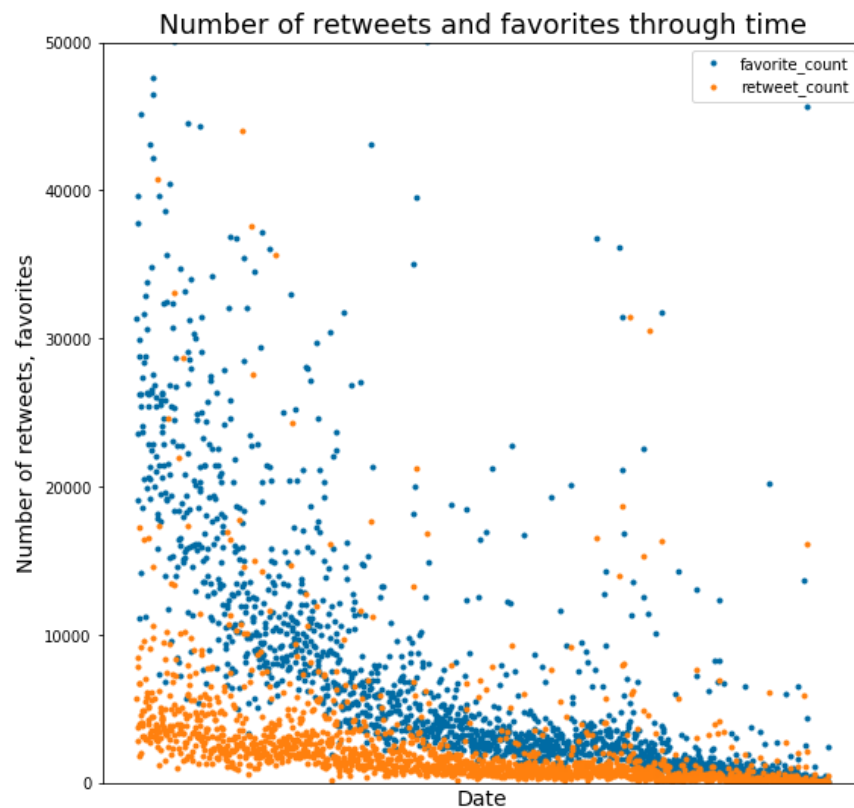 Number of retweets and favorites through time
50000
favorite_count
retweet_count
40000
30000
Number of retweets, favorites
20000
10000
0
Date